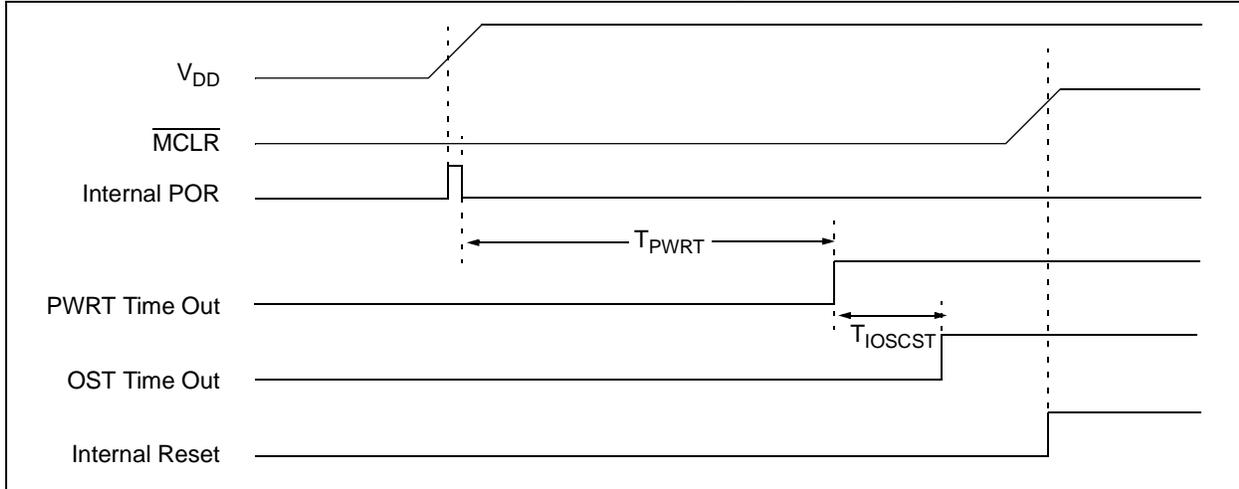 VDD
MCLR
Internal POR
TPWRT
PWRT Time Out
TIOSCST
OST Time Out
Internal Reset